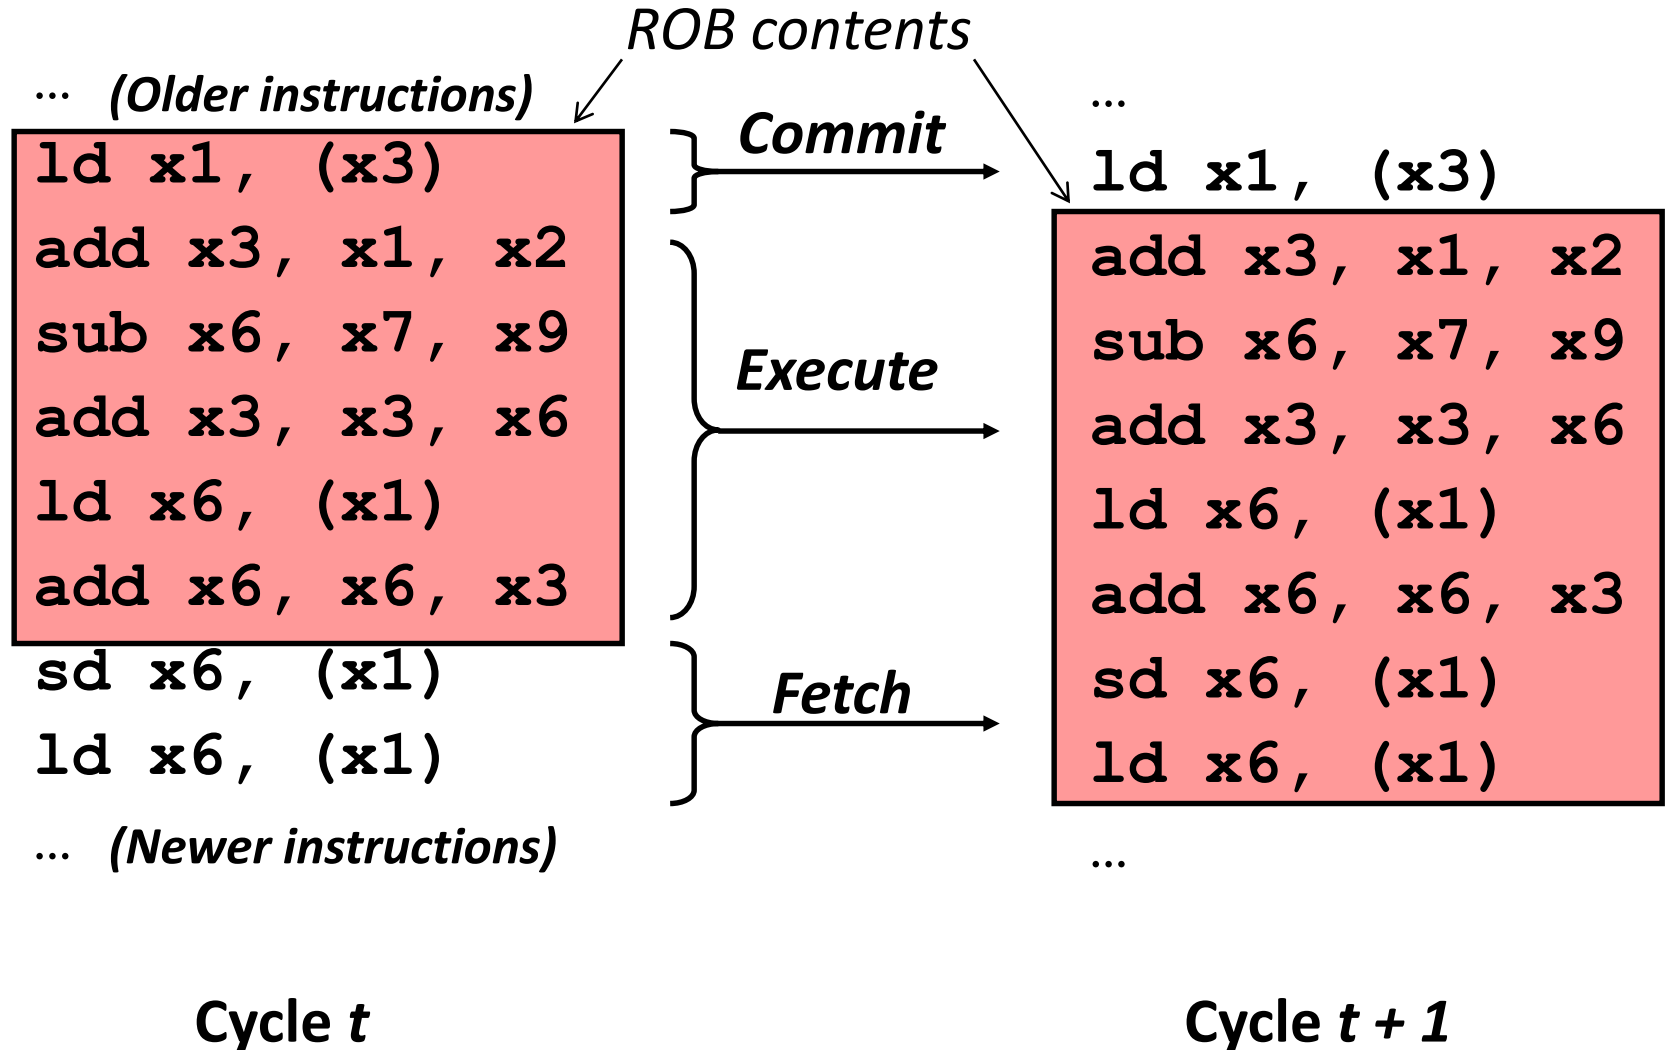 ROB contents
... (Older instructions)
ld x1, (x3)
add x3, x1, x2
sub x6, x7, x9
add x3, x3, x6
ld x6, (x1)
add x6, x6, x3
sd x6, (x1)
ld x6, (x1)
... (Newer instructions)
Cycle t
Commit
Execute
Fetch
...
ld x1, (x3)
add x3, x1, x2
sub x6, x7, x9
add x3, x3, x6
ld x6, (x1)
add x6, x6, x3
sd x6, (x1)
ld x6, (x1)
...
Cycle t + 1